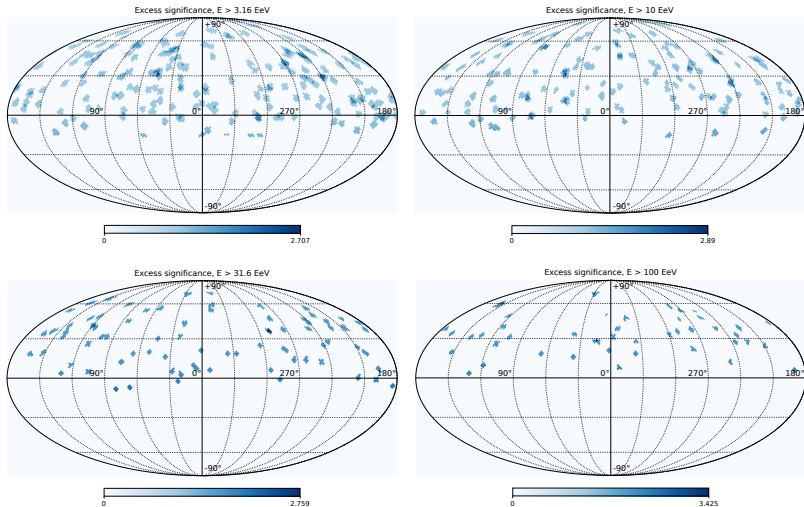 Excess significance, E > 3.16 EeV
+90°
90° 0° 270° 180°
-90°
0 2.707
Excess significance, E > 10 EeV
+90°
90° 0° 270° 180°
-90°
0 2.89
Excess significance, E > 31.6 EeV
+90°
90° 0° 270° 180°
-90°
0 2.759
Excess significance, E > 100 EeV
+90°
90° 0° 270° 180°
-90°
0 3.425